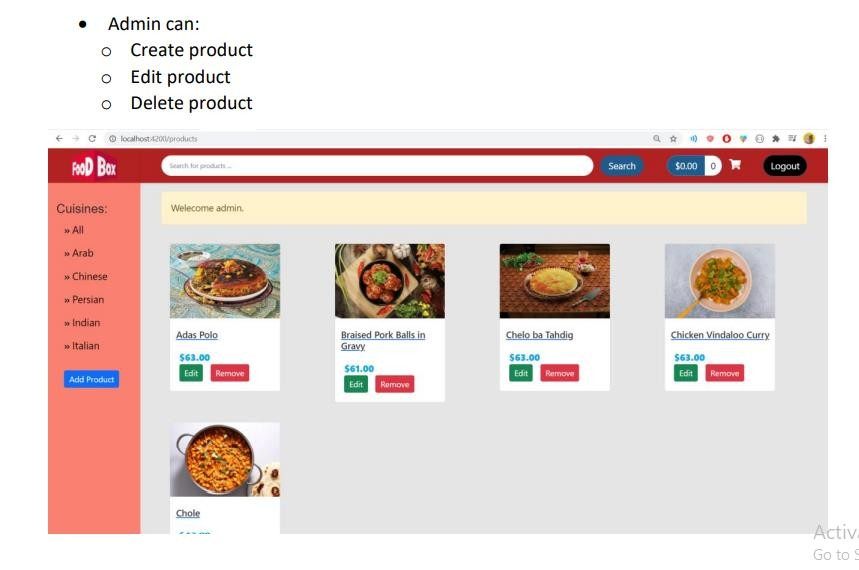 • Admin can:
o Create product
o Edit product
o Delete product
localhost:4200/products
FooD Box
Search for products ...
Search
$0.00 0
Logout
Cuisines:
» All
» Arab
» Chinese
» Persian
» Indian
» Italian
Add Product
Welecome admin.
Adas Polo
$63.00
Edit Remove
Braised Pork Balls in
Gravy
$61.00
Edit Remove
Chelo ba Tahdig
$63.00
Edit Remove
Chicken Vindaloo Curry
$63.00
Edit Remove
Chole
Activa
Go to S